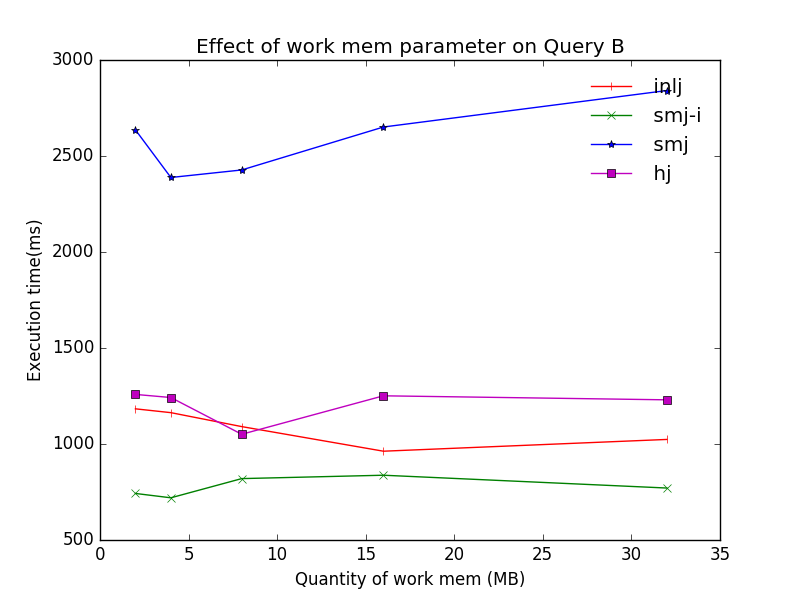 Effect of work mem parameter on Query B
Execution time(ms)
3000
2500
2000
1500
1000
500
0 5 10 15 20 25 30 35
Quantity of work mem (MB)
inlj
smj-i
smj
hj